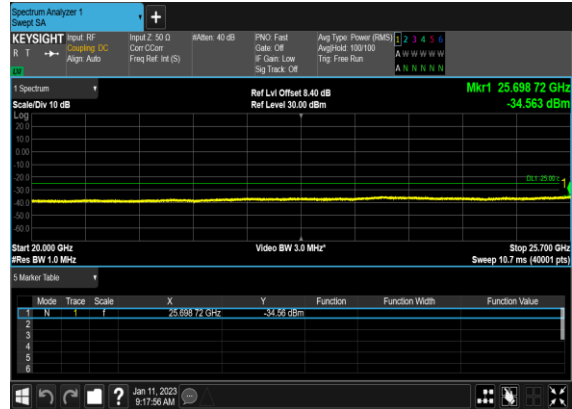 Spectrum Analyzer 1
Swept SA
+
KEYSIGHT Input: RF Input Z: 50 Ω #Atten: 40 dB PNO: Fast Avg Type: Power (RMS) 1 2 3 4 5 6
R T Coupling: DC Corr CCorr Gate: Off Avg|Hold: 100/100 A W W W W W
Align: Auto Freq Ref: Int (S) IF Gain: Low Trig: Free Run
Sig Track: Off A N N N N N
1 Spectrum Ref Lvl Offset 8.40 dB Mkr1 25.698 72 GHz
Scale/Div 10 dB Ref Level 30.00 dBm -34.563 dBm
Log
20.0
10.0
0.00
-10.0
-20.0
DL1 -25.00 1
-30.0
-40.0
-50.0
-60.0
Start 20.000 GHz Video BW 3.0 MHz* Stop 25.700 GHz
#Res BW 1.0 MHz Sweep 10.7 ms (40001 pts)
5 Marker Table
Mode Trace Scale X Y Function Function Width Function Value
1 N 1 f 25.698 72 GHz -34.56 dBm
2
3
4
5
6
? Jan 11, 2023
9:17:56 AM